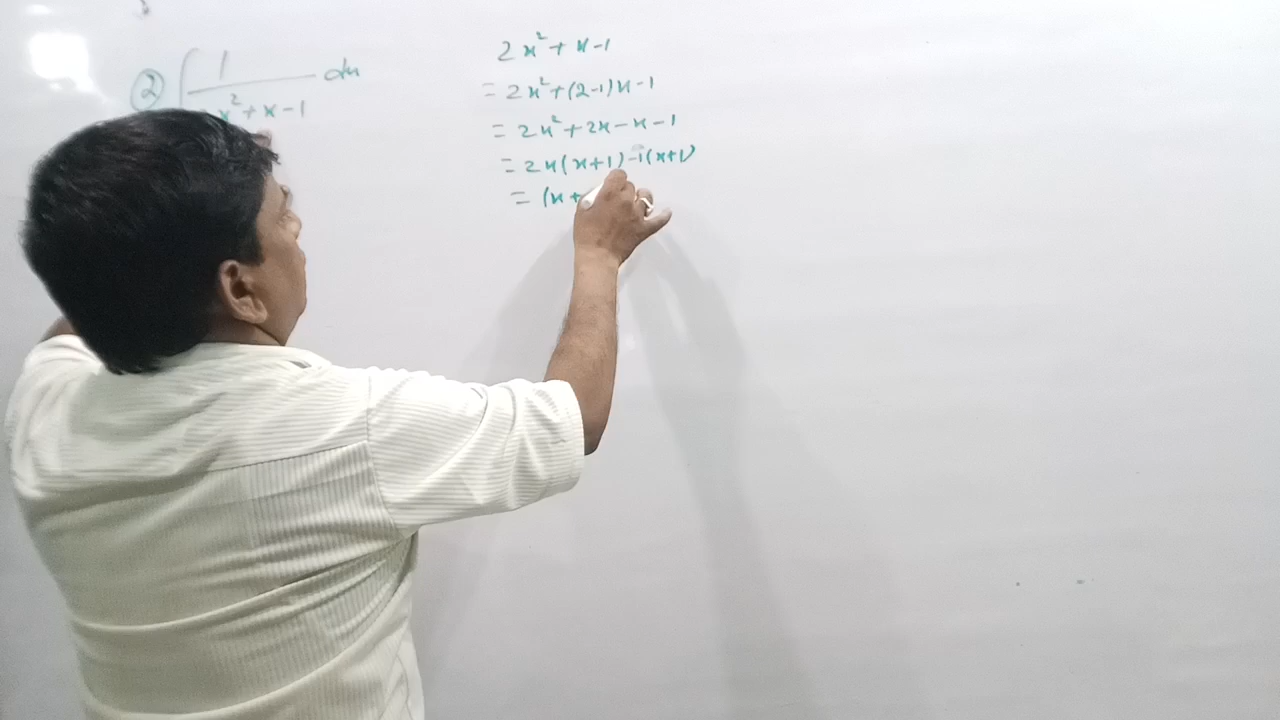 ② ∫ 1 dx
x² + x - 1
2x² + x - 1
= 2x² + (2-1)x - 1
= 2x² + 2x - x - 1
= 2x(x+1) - 1(x+1)
= (x+